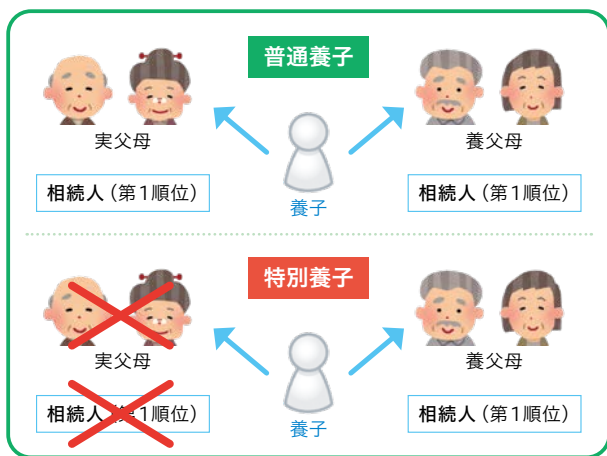 普通養子
実父母
養父母
相続人（第1順位）
養子
相続人（第1順位）
特別養子
実父母
養父母
相続人（第1順位）
養子
相続人（第1順位）